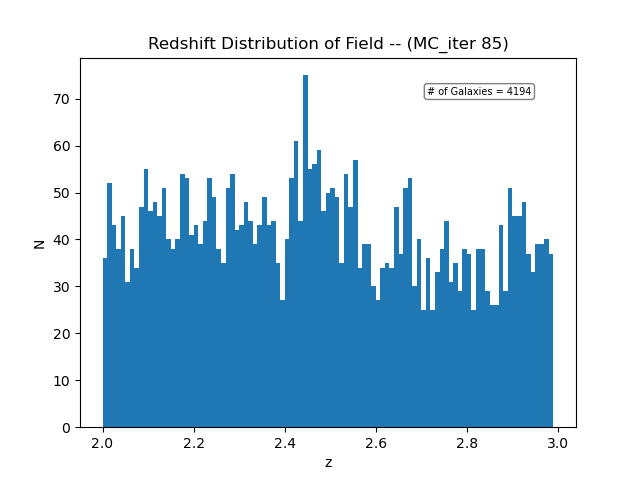 Redshift Distribution of Field -- (MC_iter 85)
# of Galaxies = 4194
70
60
50
40
30
20
10
0
N
2.0 2.2 2.4 2.6 2.8 3.0
z